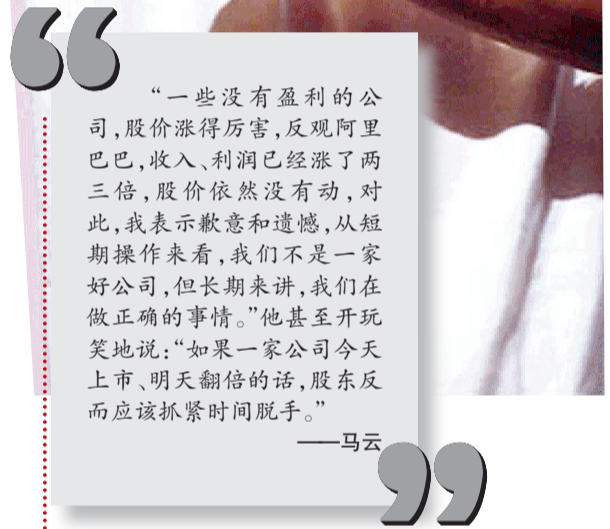 “一些没有盈利的公
司,股价涨得厉害,反观阿里
巴巴,收入、利润已经涨了两
三倍,股价依然没有动,对
此,我表示歉意和遗憾,从短
期操作来看,我们不是一家
好公司,但长期来讲,我们在
做正确的事情。”他甚至开玩
笑地说:“如果一家公司今天
上市、明天翻倍的话,股东反
而应该抓紧时间脱手。”
——马云